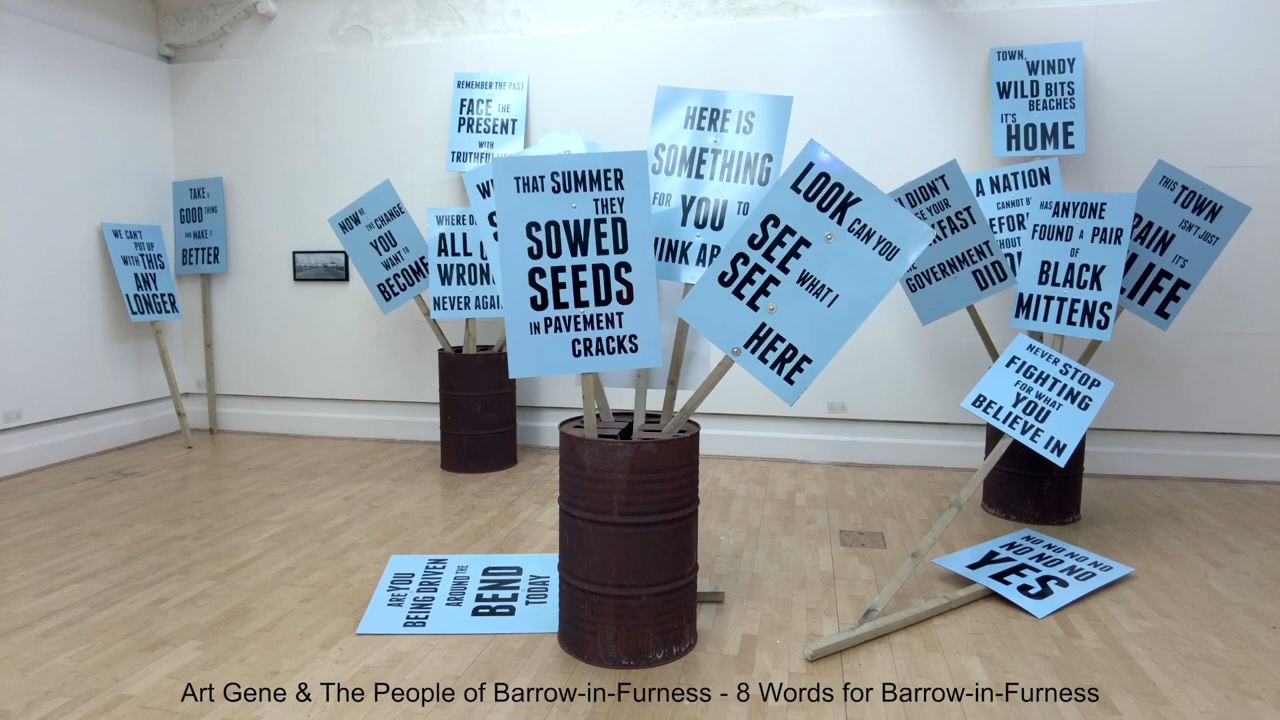 WE CAN'T
PUT UP
WITH THIS
ANY
LONGER
TAKE A
GOOD THING
AND MAKE IT
BETTER
NOW BE
THE CHANGE
YOU
WANT TO
BECOME
REMEMBER THE PAST
FACE THE
PRESENT
WITH
WHERE
ALL
NEVER
THAT SUMMER
THEY
SOWED
SEEDS
IN PAVEMENT
CRACKS
HERE IS
SOMETHING
FOR YOU TO
LOOK CAN YOU
SEE WHAT I
SEE
HERE
DIDN'T
GOVERNMENT
DID
TOWN,
WINDY
WILD BITS
BEACHES
IT'S
HOME
A NATION
CANNOT
HAS ANYONE
FOUND A PAIR
OF
BLACK
MITTENS
THIS TOWN
ISN'T JUST
IT'S
LIFE
NEVER STOP
FIGHTING
FOR WHAT
YOU
BELIEVE IN
NO NO NO NO
NO NO NO
YES
ARE YOU
BEING DRIVEN
AROUND THE
BEND
TODAY
Art Gene & The People of Barrow-in-Furness - 8 Words for Barrow-in-Furness